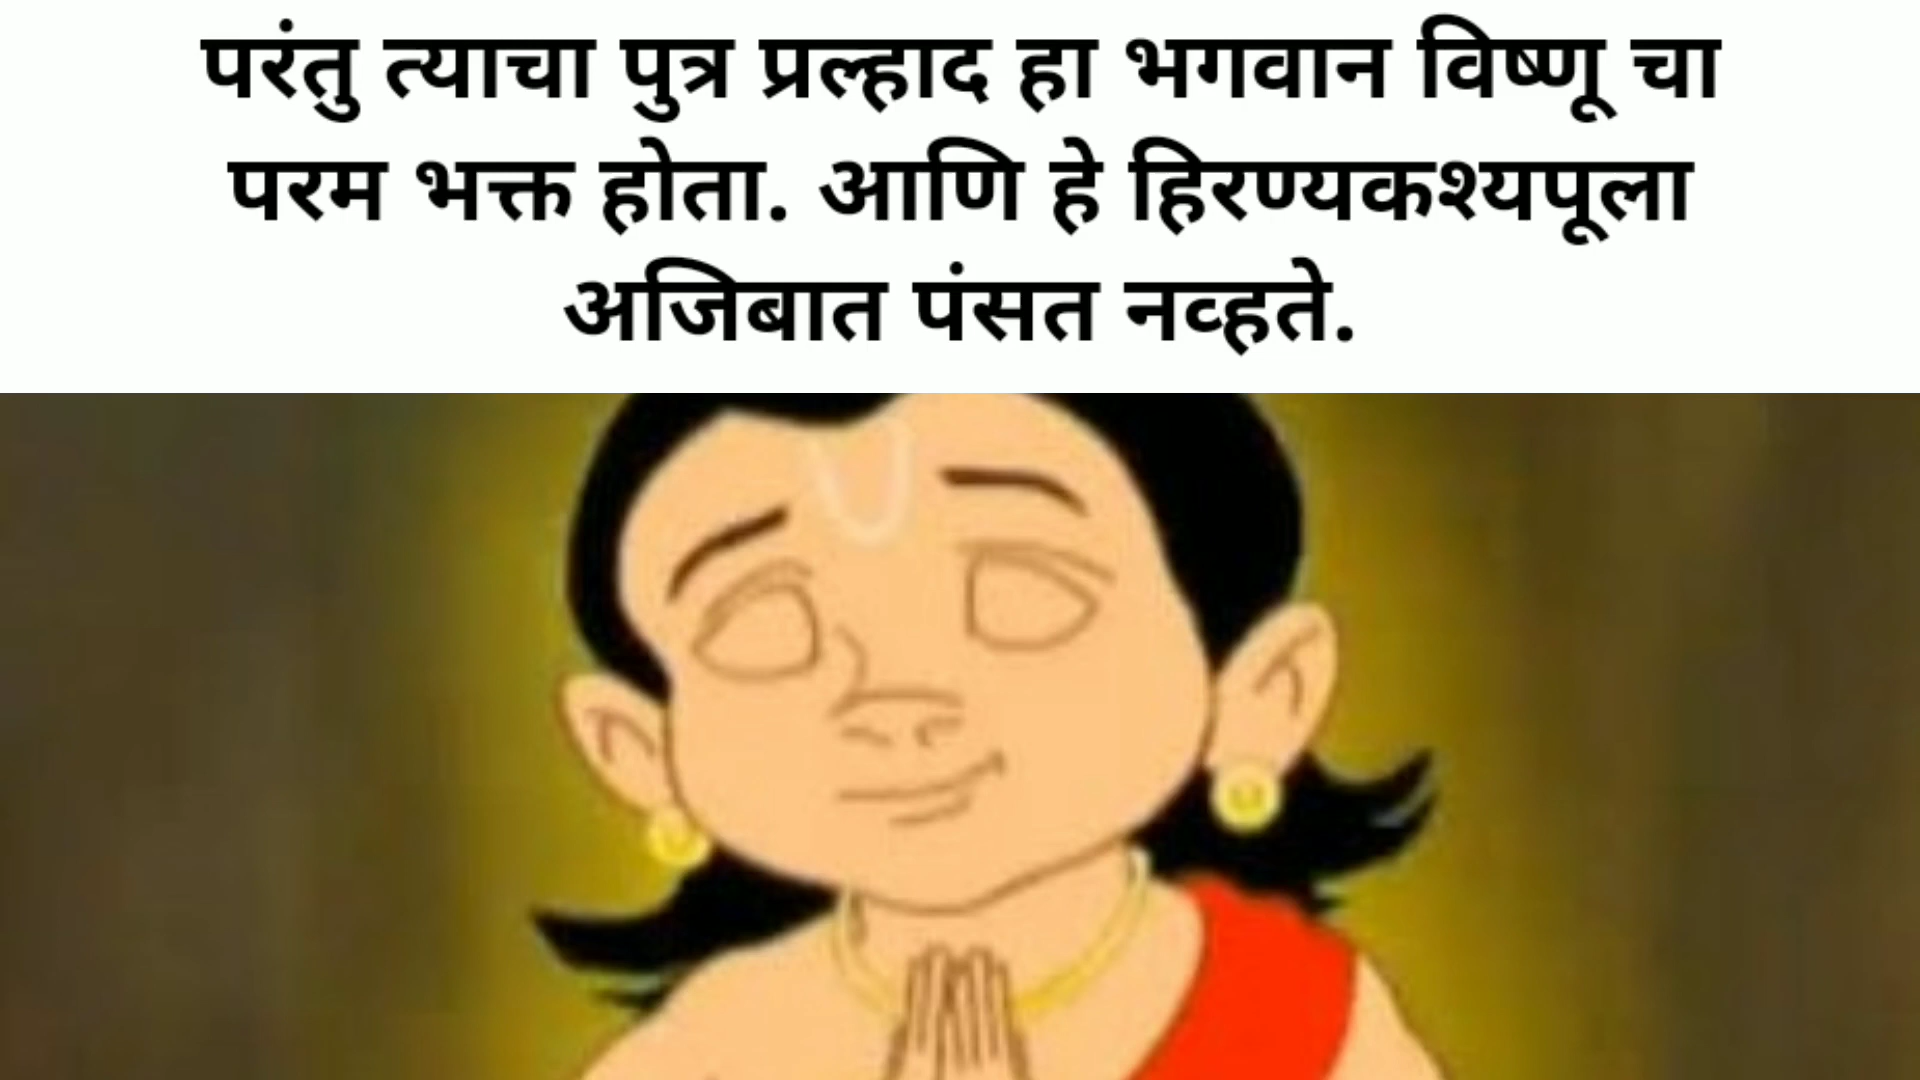 परंतु त्याचा पुत्र प्रल्हाद हा भगवान विष्णू चा
परम भक्त होता. आणि हे हिरण्यकश्यपूला
अजिबात पंसत नव्हते.